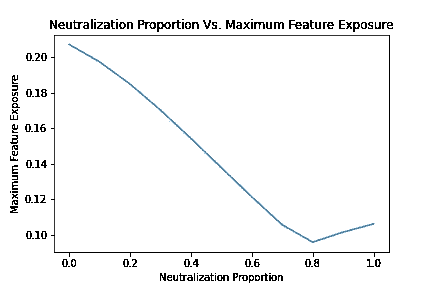 Neutralization Proportion Vs. Maximum Feature Exposure
Maximum Feature Exposure
0.20
0.18
0.16
0.14
0.12
0.10
0.0 0.2 0.4 0.6 0.8 1.0
Neutralization Proportion